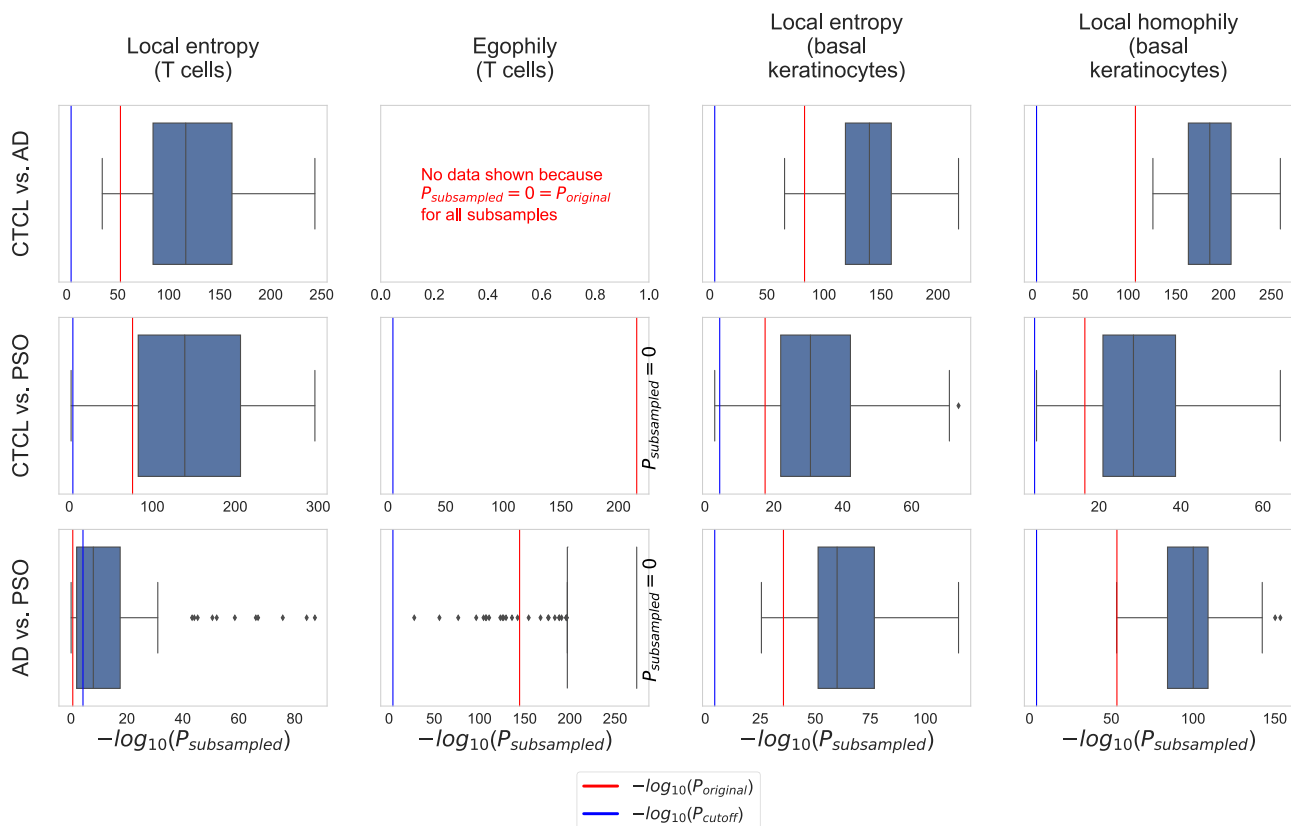 Local entropy
(T cells)
Egophily
(T cells)
Local entropy
(basal
keratinocytes)
Local homophily
(basal
keratinocytes)
CTCL vs. AD
0 50 100 150 200 250
No data shown because
P_subsampled = 0 = P_original
for all subsamples
0.0 0.2 0.4 0.6 0.8 1.0
0 50 100 150 200
0 50 100 150 200 250
CTCL vs. PSO
0 100 200 300
P_subsampled = 0
0 50 100 150 200
0 20 40 60
20 40 60
AD vs. PSO
0 20 40 60 80
P_subsampled = 0
0 50 100 150 200 250
0 25 50 75 100
0 50 100 150
−log10(P_subsampled)
−log10(P_subsampled)
−log10(P_subsampled)
−log10(P_subsampled)
−log10(P_original)
−log10(P_cutoff)